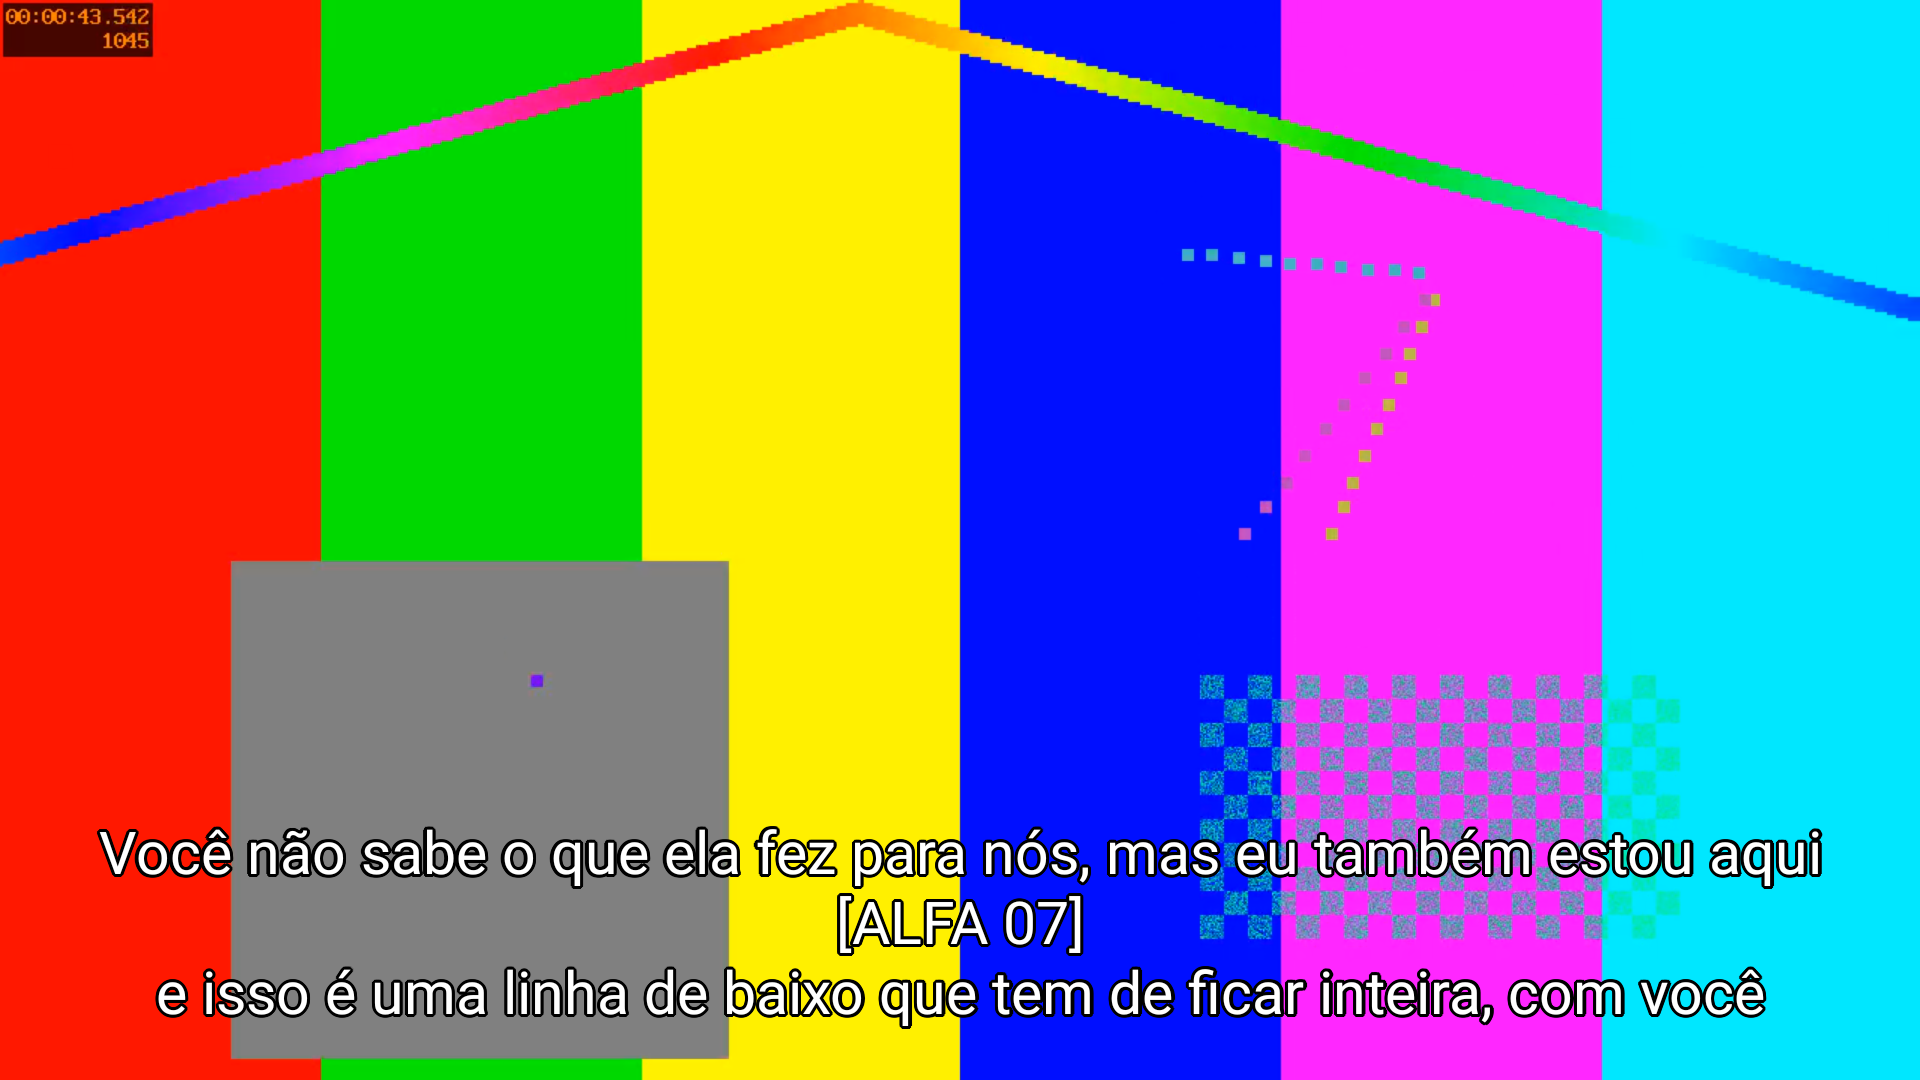 00:00:43.542
1045
Você não sabe o que ela fez para nós, mas eu também estou aqui
[ALFA 07]
e isso é uma linha de baixo que tem de ficar inteira, com você